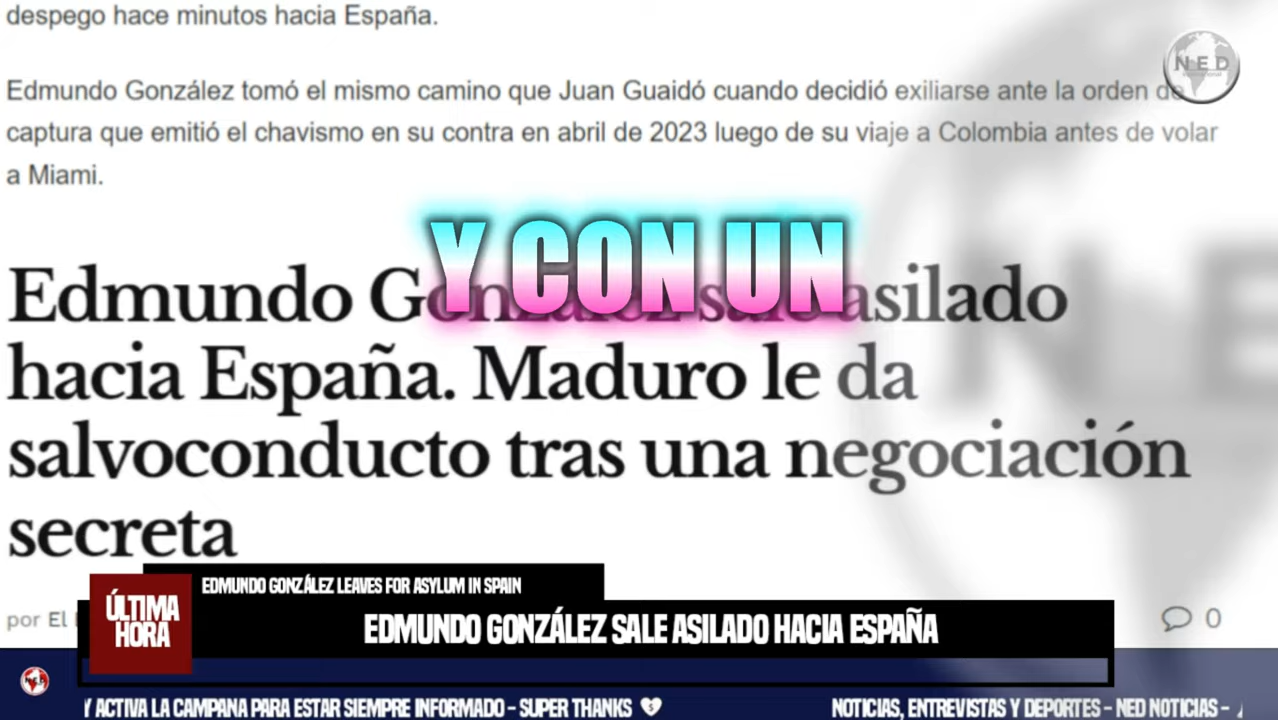 despego hace minutos hacia España.
Edmundo González tomó el mismo camino que Juan Guaidó cuando decidió exiliarse ante la orden de
captura que emitió el chavismo en su contra en abril de 2023 luego de su viaje a Colombia antes de volar
a Miami.
NED
Y CON UN
Edmundo González sale asilado
hacia España. Maduro le da
salvoconducto tras una negociación
secreta
EDMUNDO GONZÁLEZ LEAVES FOR ASYLUM IN SPAIN
ÚLTIMA
HORA
EDMUNDO GONZÁLEZ SALE ASILADO HACIA ESPAÑA
por El
0
Y ACTIVA LA CAMPANA PARA ESTAR SIEMPRE INFORMADO - SUPER THANKS
NOTICIAS, ENTREVISTAS Y DEPORTES - NED NOTICIAS -